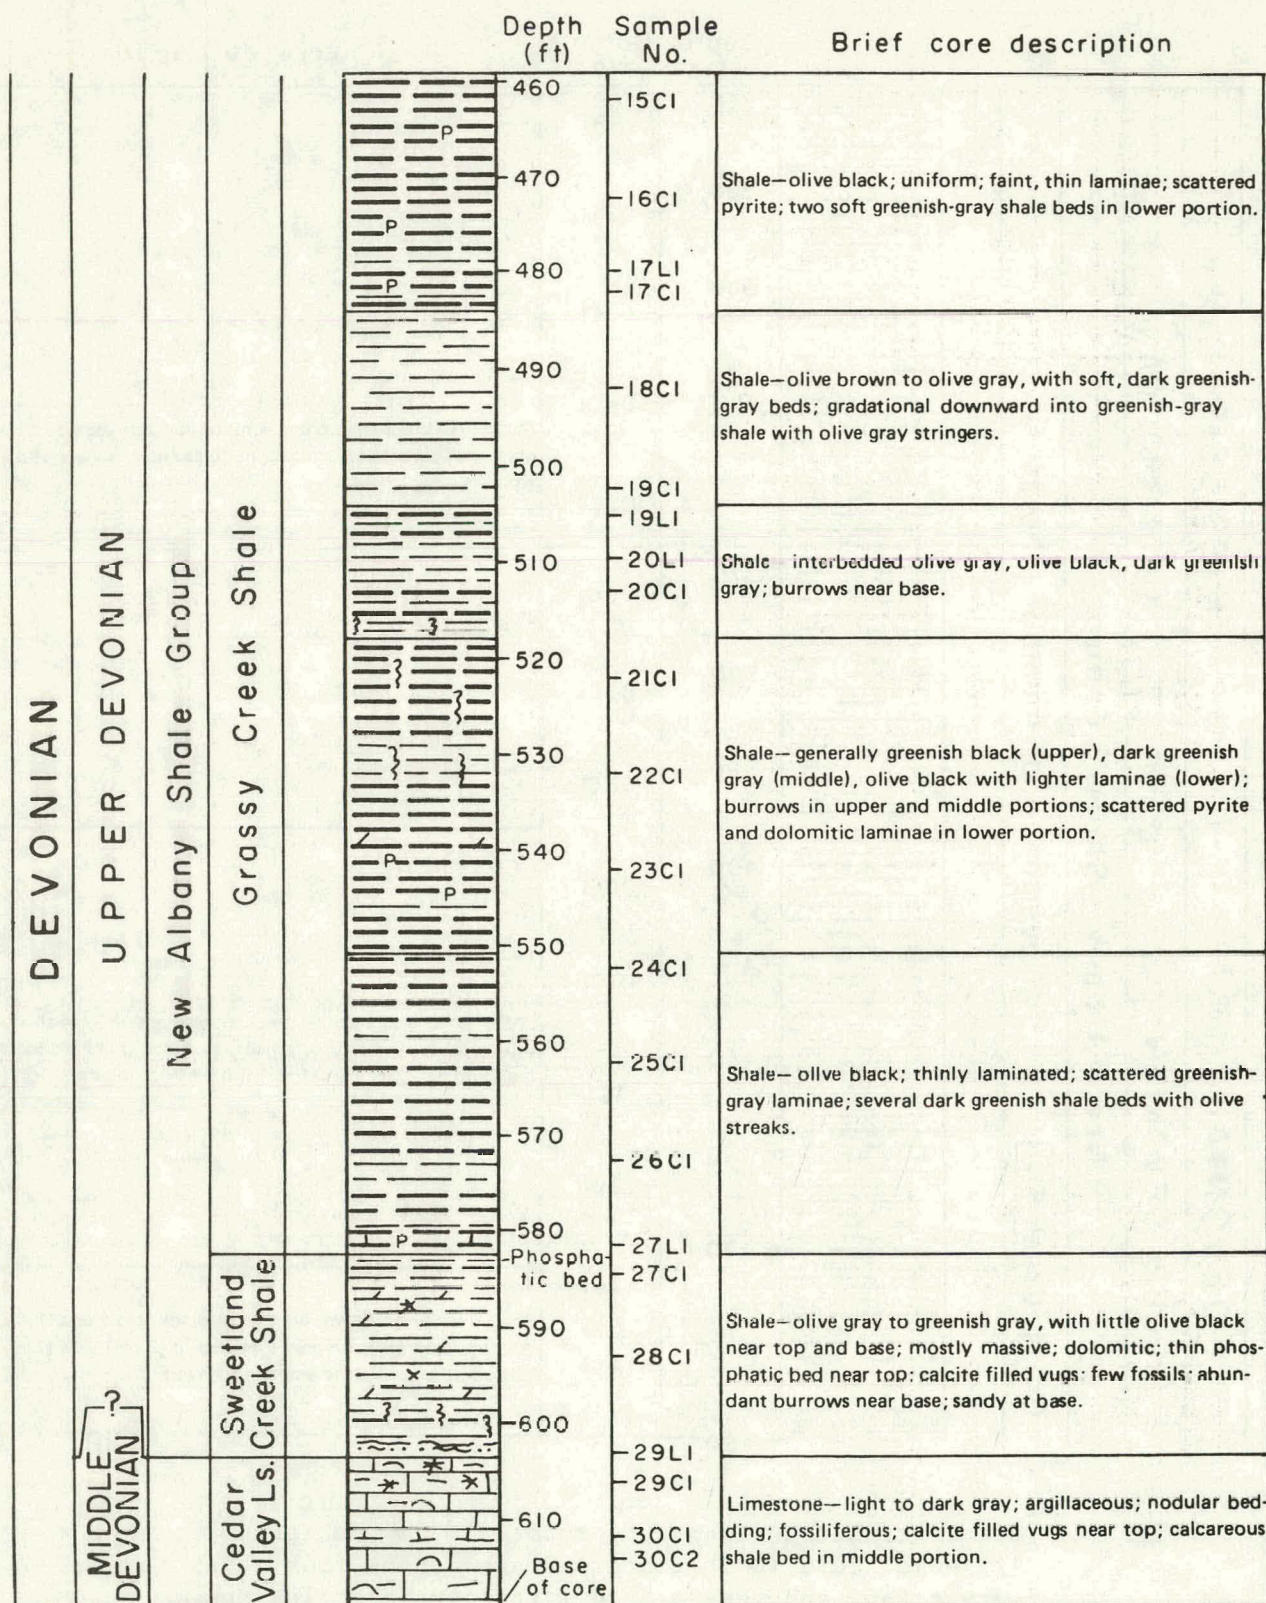 Depth Sample
(ft) No.
Brief core description
DEVONIAN
UPPER DEVONIAN
MIDDLE
DEVONIAN
?
New Albany Shale Group
Grassy Creek Shale
Sweetland
Creek Shale
Cedar
Valley Ls.
460
15C1
P
470
16C1
P
480
17L1
P
17C1
Shale—olive black; uniform; faint, thin laminae; scattered
pyrite; two soft greenish-gray shale beds in lower portion.
490
18C1
500
19C1
Shale—olive brown to olive gray, with soft, dark greenish-
gray beds; gradational downward into greenish-gray
shale with olive gray stringers.
19L1
510
20L1
20C1
Shale interbedded olive gray, olive black, dark greenish
gray; burrows near base.
520
21C1
530
22C1
540
P
23C1
P
550
Shale—generally greenish black (upper), dark greenish
gray (middle), olive black with lighter laminae (lower);
burrows in upper and middle portions; scattered pyrite
and dolomitic laminae in lower portion.
24C1
560
25C1
570
26C1
580
P
27L1
Shale—olive black; thinly laminated; scattered greenish-
gray laminae; several dark greenish shale beds with olive
streaks.
Phospha-
tic bed
27C1
590
28C1
600
29L1
Shale—olive gray to greenish gray, with little olive black
near top and base; mostly massive; dolomitic; thin phos-
phatic bed near top; calcite filled vugs; few fossils; abun-
dant burrows near base; sandy at base.
29C1
610
30C1
30C2
Base
of core
Limestone—light to dark gray; argillaceous; nodular bed-
ding; fossiliferous; calcite filled vugs near top; calcareous
shale bed in middle portion.